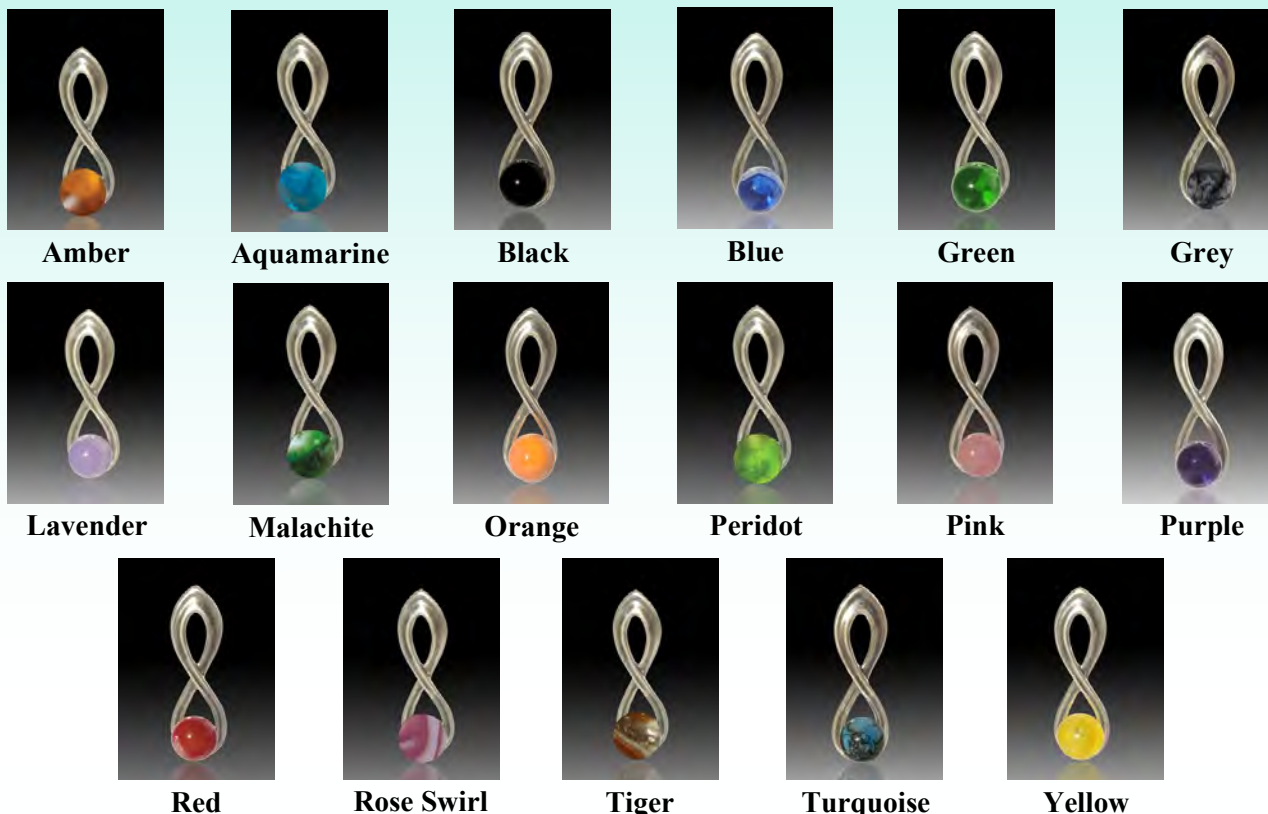 Amber Aquamarine Black Blue Green Grey
Lavender Malachite Orange Peridot Pink Purple
Red Rose Swirl Tiger Turquoise Yellow